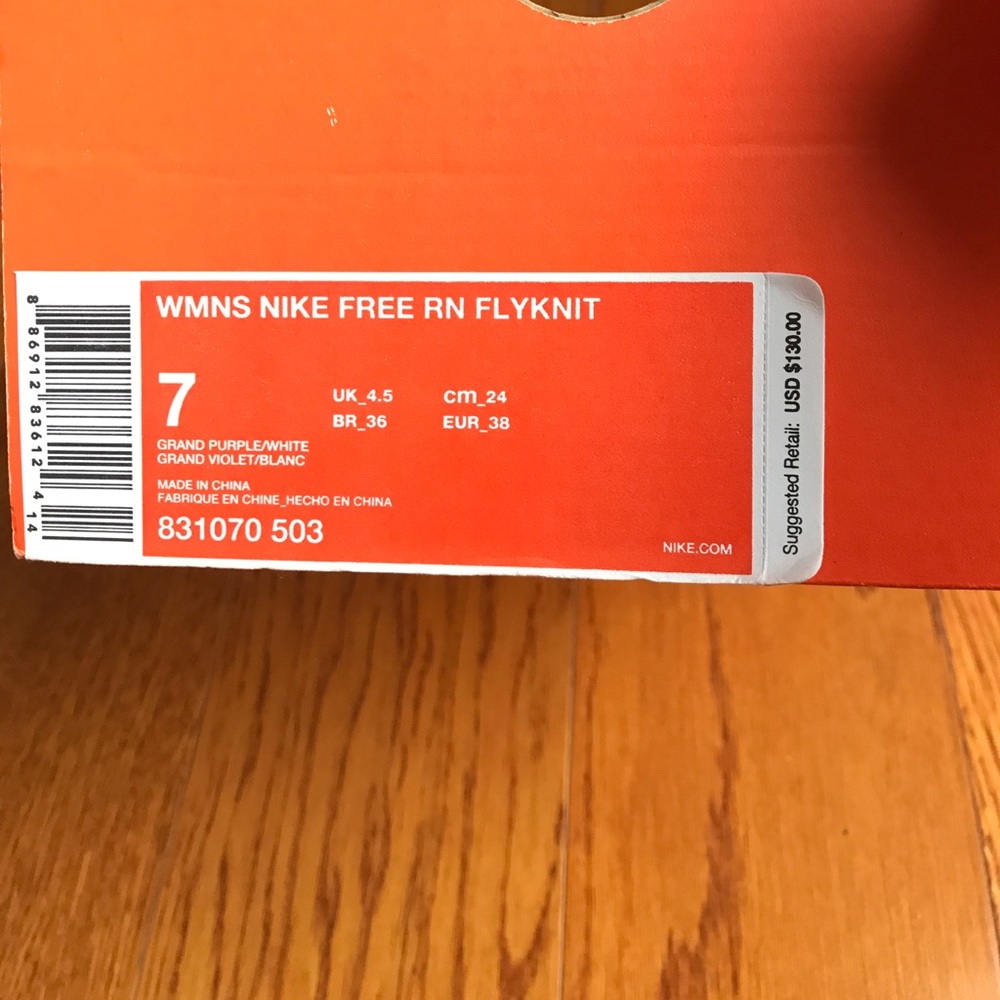 WMNS NIKE FREE RN FLYKNIT
7
UK_4.5 cm_24
BR_36 EUR_38
GRAND PURPLE/WHITE
GRAND VIOLET/BLANC
MADE IN CHINA
FABRIQUE EN CHINE_HECHO EN CHINA
831070 503
NIKE.COM
8 86912 83612 4 14
Suggested Retail: USD $130.00